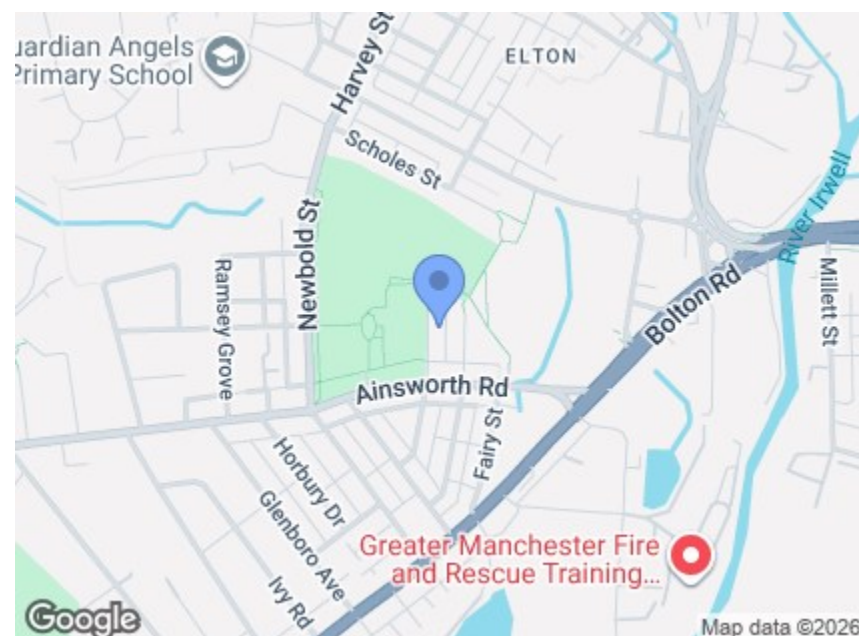 uardian Angels
Primary School
Harvey St
ELTON
Scholes St
Newbold St
Ramsey Grove
River Irwell
Millett St
Bolton Rd
Ainsworth Rd
Fairy St
Horbury Dr
Glenboro Ave
Ivy Rd
Greater Manchester Fire
and Rescue Training...
Google
Map data ©2026